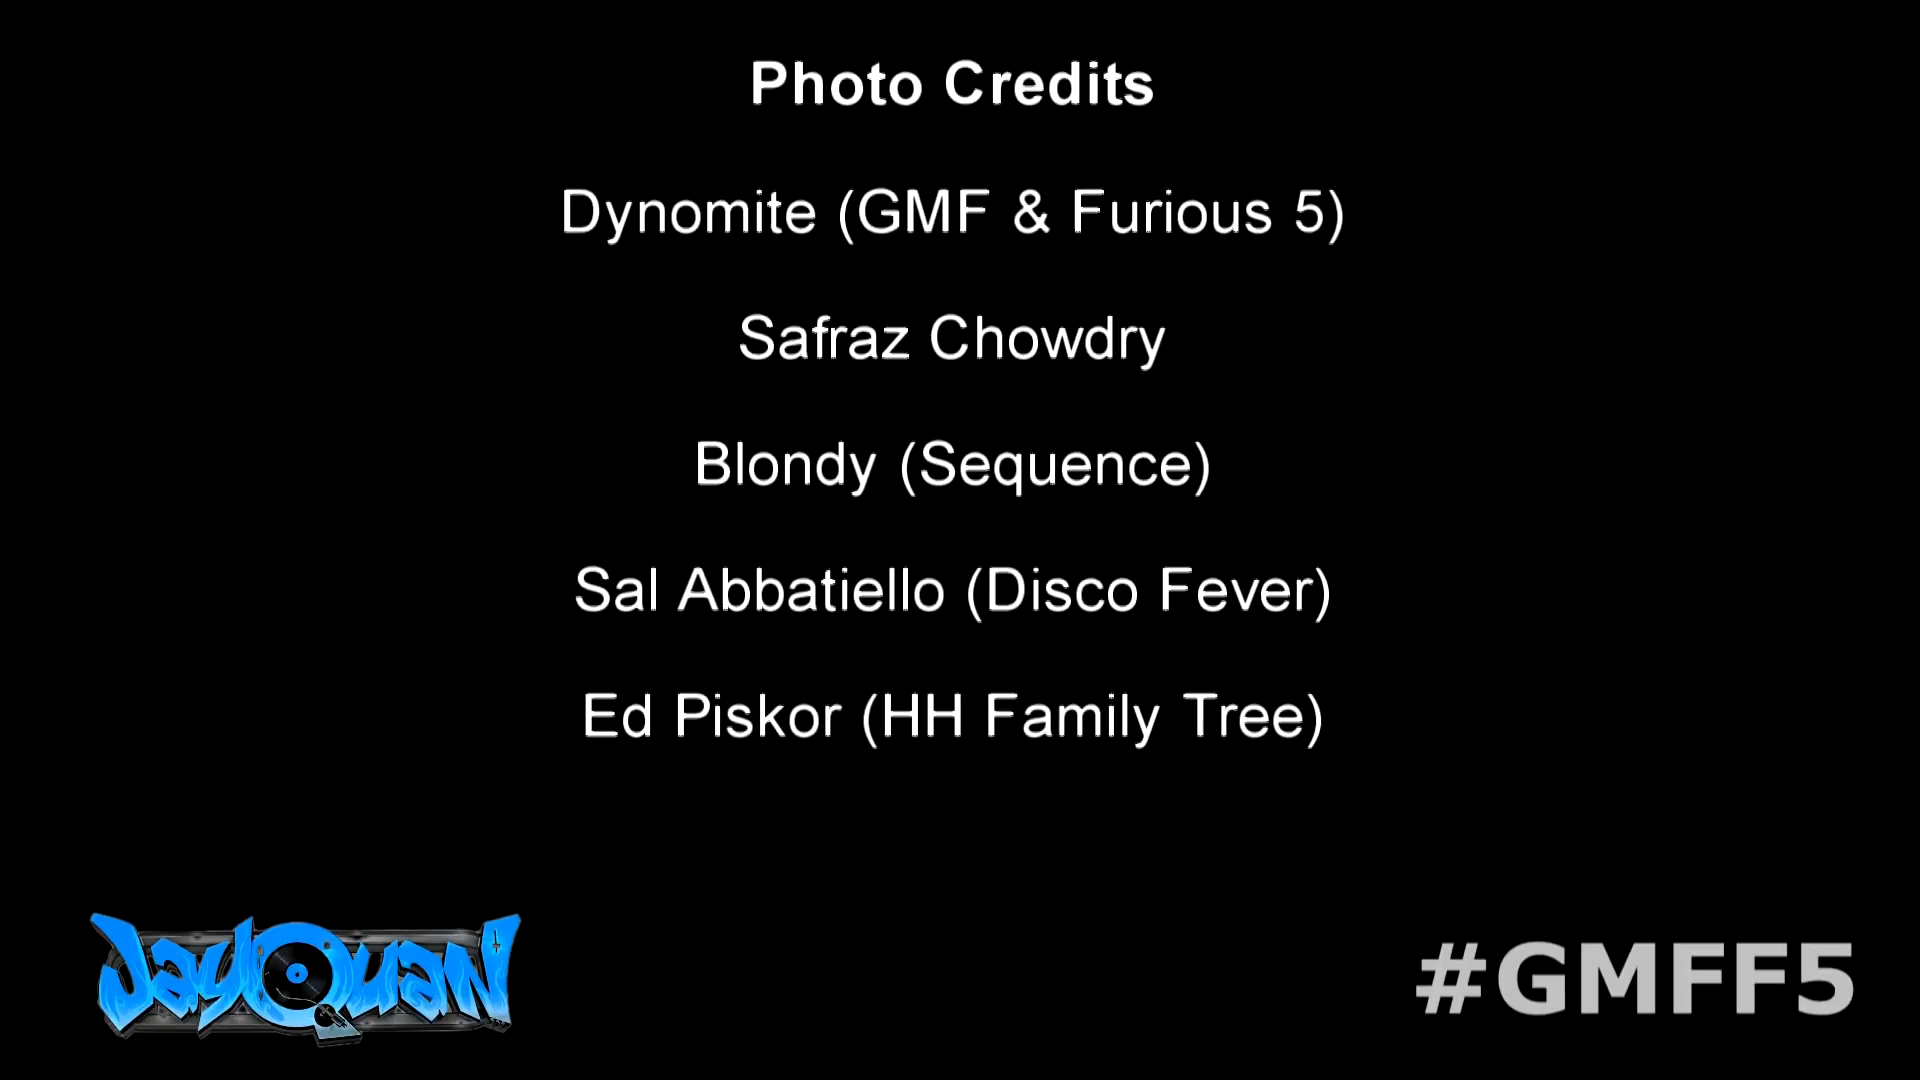 Photo Credits
Dynomite (GMF & Furious 5)
Safraz Chowdry
Blondy (Sequence)
Sal Abbatiello (Disco Fever)
Ed Piskor (HH Family Tree)
JayQuan
#GMFF5